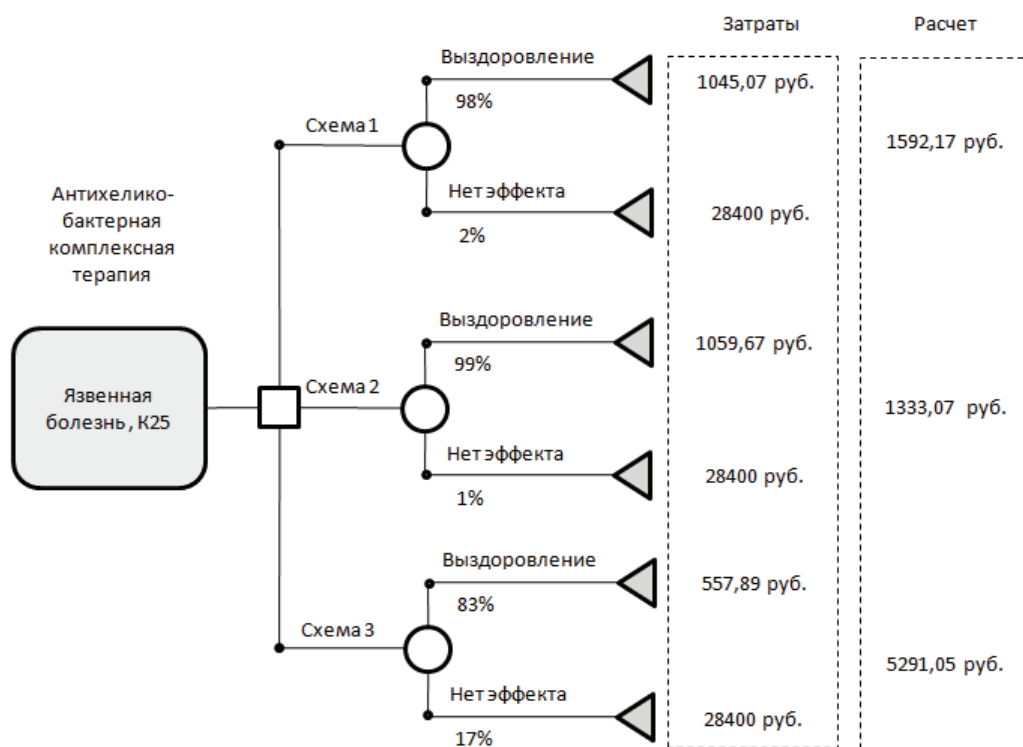 Затраты
Расчет
Выздоровление
98%
1045,07 руб.
Схема 1
1592,17 руб.
Нет эффекта
2%
28400 руб.
Антихелико-
бактерная
комплексная
терапия
Язвенная
болезнь, К25
Выздоровление
99%
1059,67 руб.
Схема 2
1333,07 руб.
Нет эффекта
1%
28400 руб.
Выздоровление
83%
557,89 руб.
Схема 3
5291,05 руб.
Нет эффекта
17%
28400 руб.